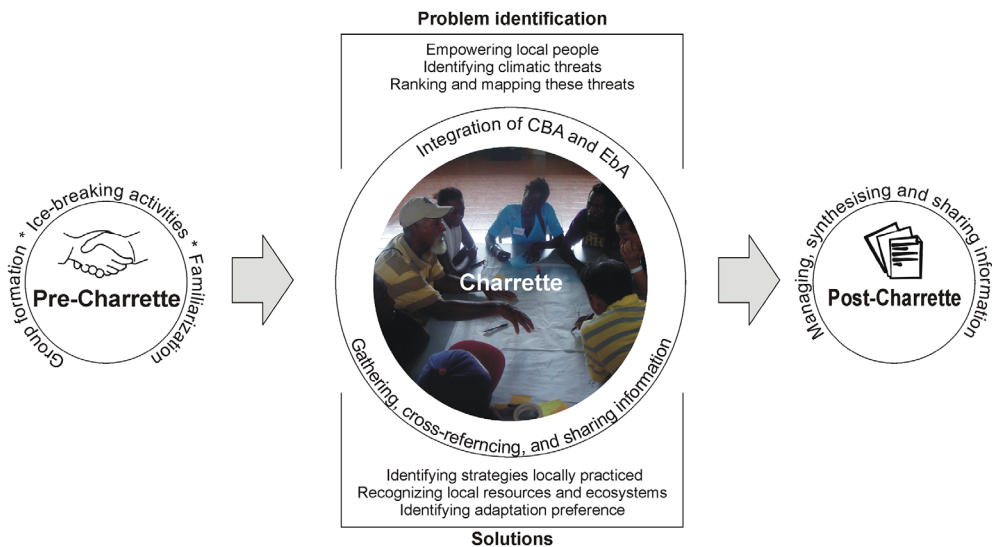 Problem identification
Empowering local people
Identifying climatic threats
Ranking and mapping these threats
Group formation * Ice-breaking activities * Familiarization
Pre-Charrette
Integration of CBA and EbA
Charrette
Gathering, cross-referncing, and sharing information
Managing, synthesising and sharing information
Post-Charrette
Identifying strategies locally practiced
Recognizing local resources and ecosystems
Identifying adaptation preference
Solutions